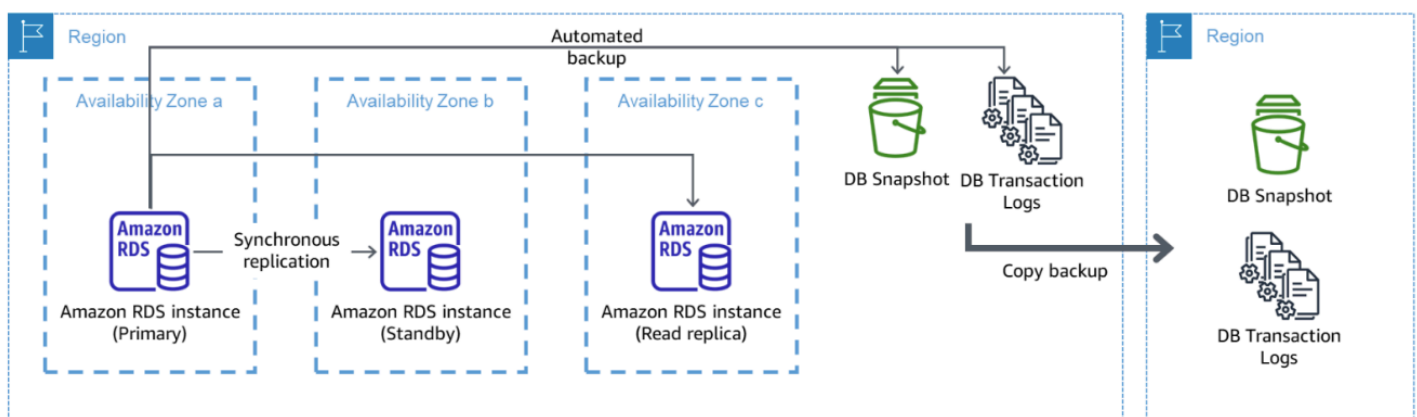 Region
Automated
backup
Region
Availability Zone a
Availability Zone b
Availability Zone c
DB Snapshot
DB Transaction
Logs
DB Snapshot
Amazon
RDS
Synchronous
replication
Amazon
RDS
Amazon
RDS
Copy backup
Amazon RDS instance
(Primary)
Amazon RDS instance
(Standby)
Amazon RDS instance
(Read replica)
DB Transaction
Logs